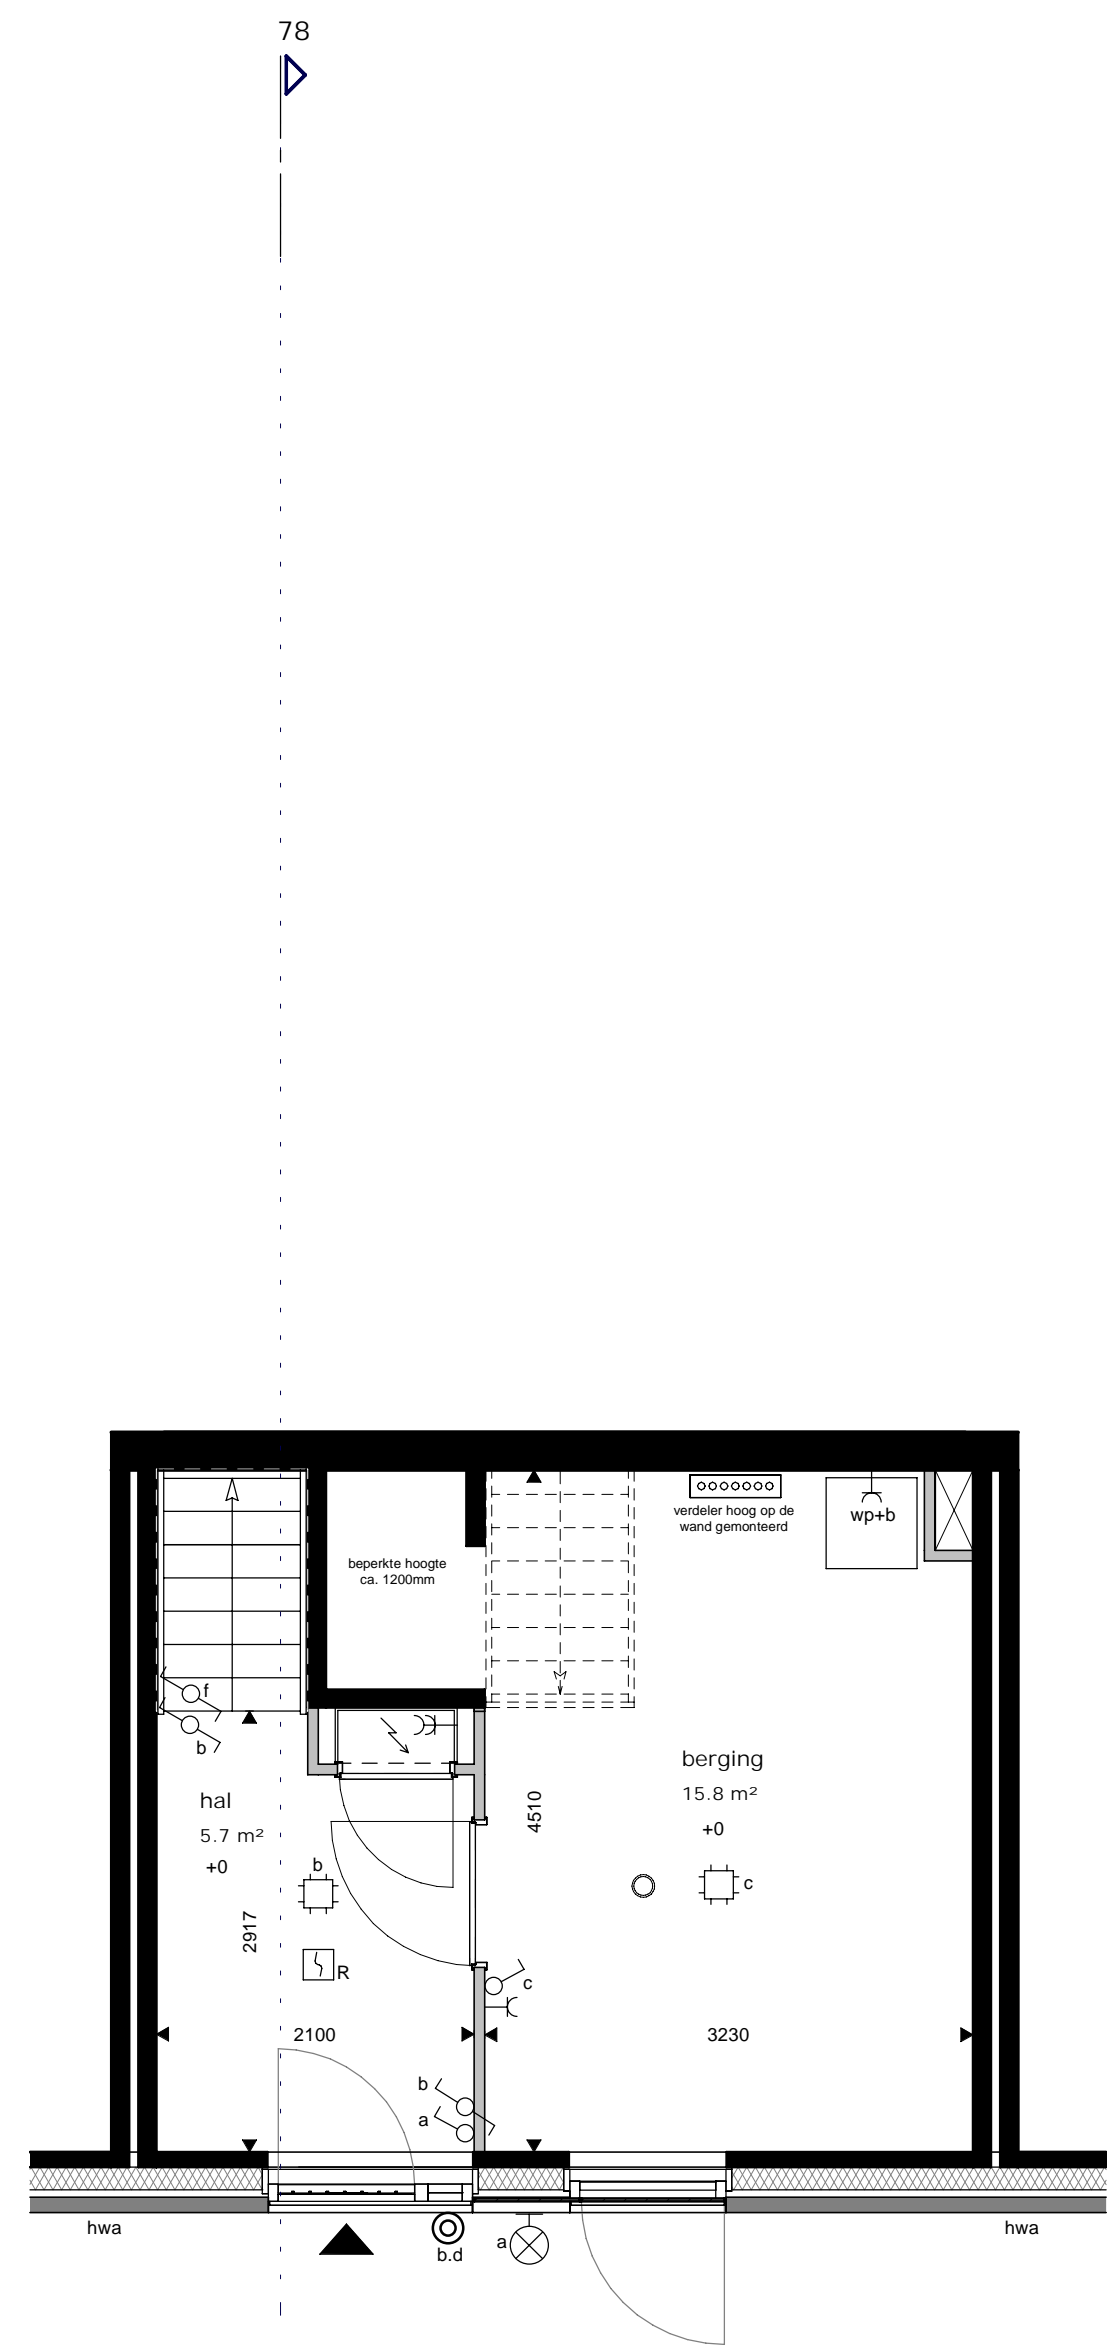 78
verdeler hoog op de
wand gemonteerd
wp+b
beperkte hoogte
ca. 1200mm
f
b
hal
5.7 m²
+0
berging
15.8 m²
+0
4510
b
c
2917
R
c
2100
3230
b
a
hwa
hwa
b.d
a